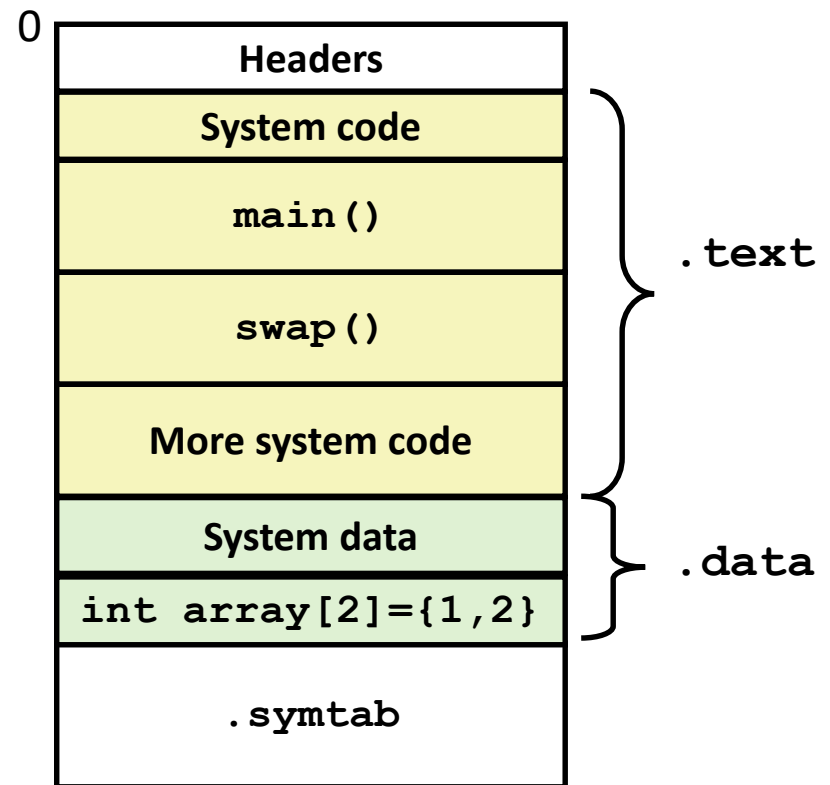 0
Headers
System code
main()
swap()
More system code
.text
System data
int array[2]={1,2}
.data
.symtab